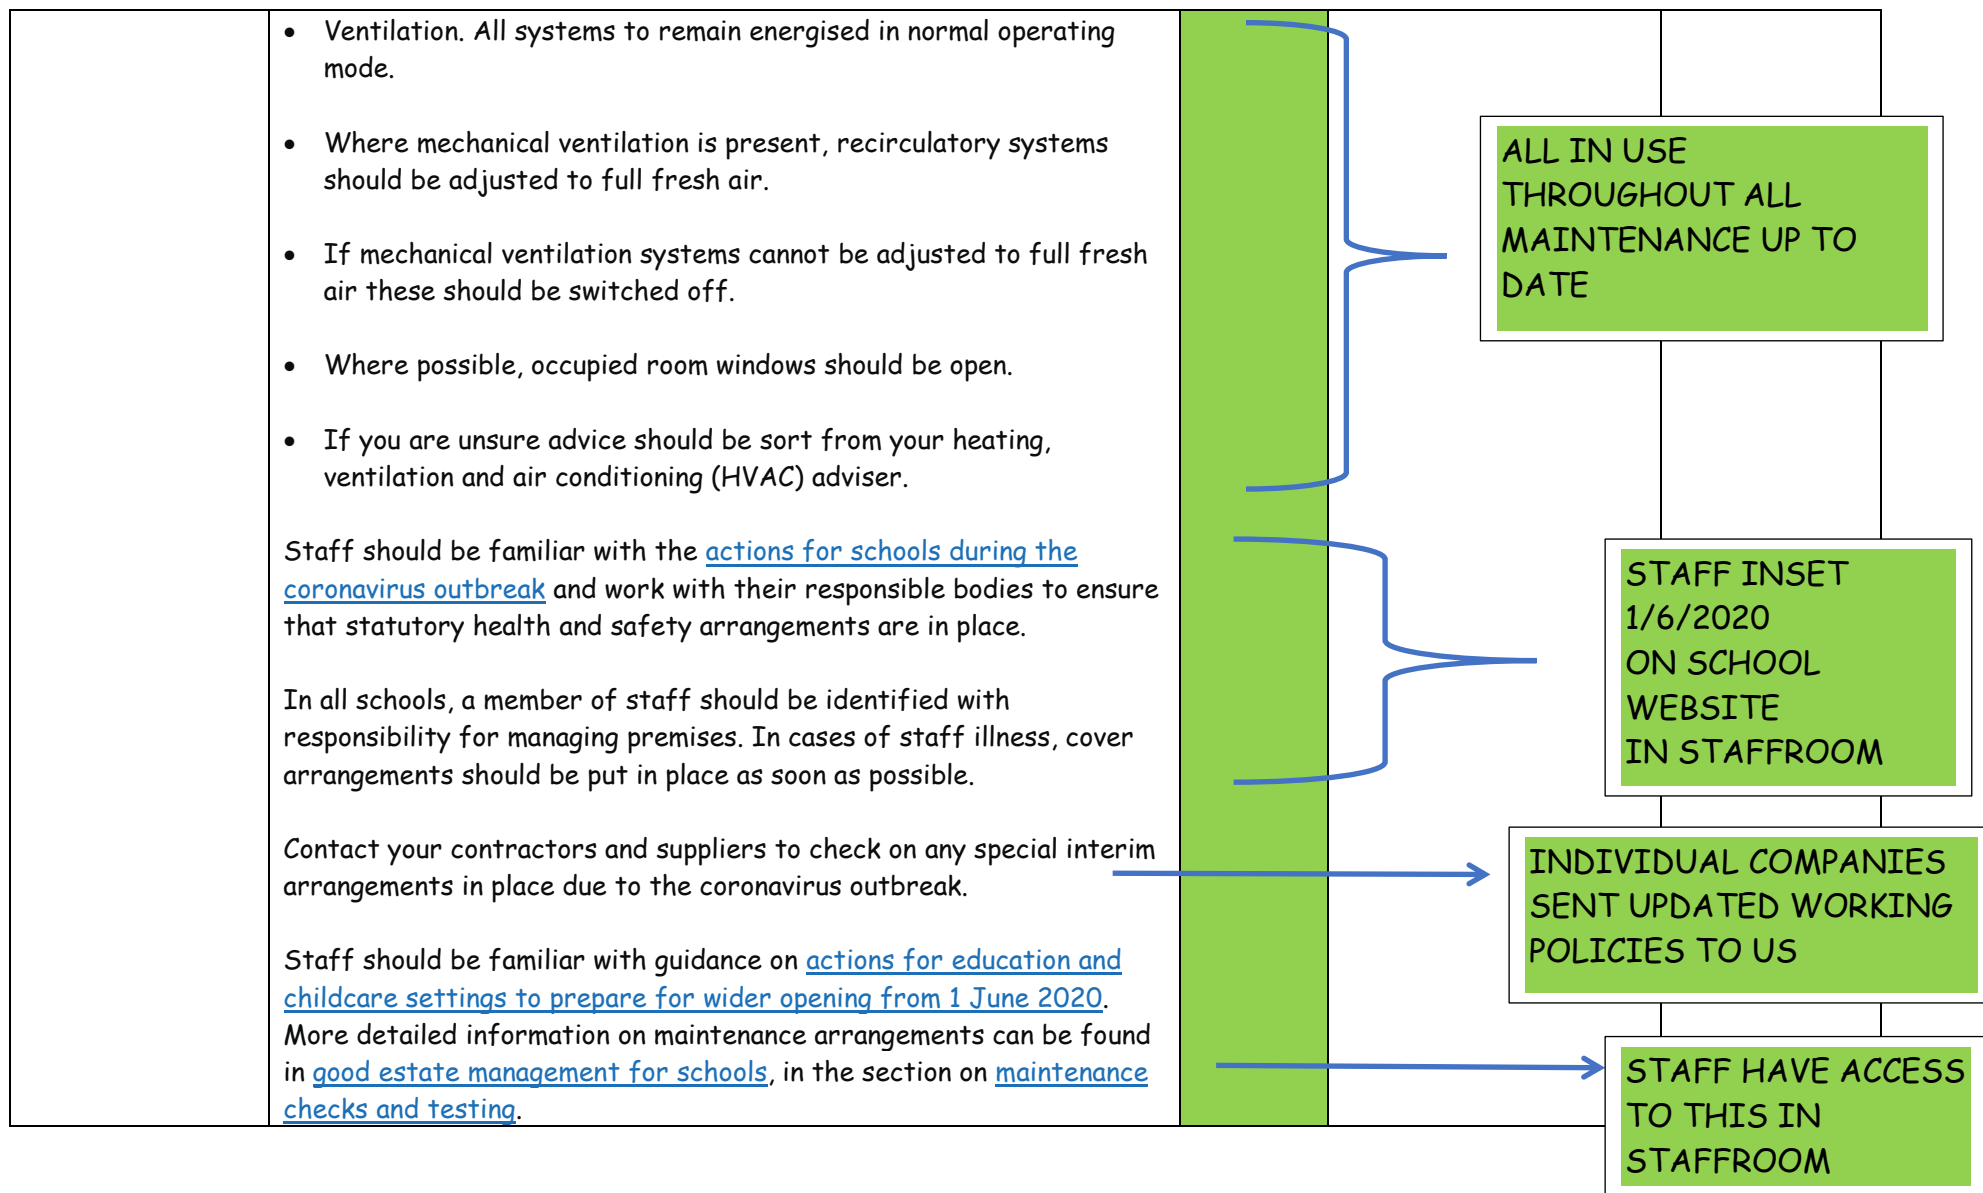 • Ventilation. All systems to remain energised in normal operating
mode.
• Where mechanical ventilation is present, recirculatory systems
should be adjusted to full fresh air.
• If mechanical ventilation systems cannot be adjusted to full fresh
air these should be switched off.
• Where possible, occupied room windows should be open.
• If you are unsure advice should be sort from your heating,
ventilation and air conditioning (HVAC) adviser.
Staff should be familiar with the actions for schools during the
coronavirus outbreak and work with their responsible bodies to ensure
that statutory health and safety arrangements are in place.
In all schools, a member of staff should be identified with
responsibility for managing premises. In cases of staff illness, cover
arrangements should be put in place as soon as possible.
Contact your contractors and suppliers to check on any special interim
arrangements in place due to the coronavirus outbreak.
Staff should be familiar with guidance on actions for education and
childcare settings to prepare for wider opening from 1 June 2020.
More detailed information on maintenance arrangements can be found
in good estate management for schools, in the section on maintenance
checks and testing.
ALL IN USE
THROUGHOUT ALL
MAINTENANCE UP TO
DATE
STAFF INSET
1/6/2020
ON SCHOOL
WEBSITE
IN STAFFROOM
INDIVIDUAL COMPANIES
SENT UPDATED WORKING
POLICIES TO US
STAFF HAVE ACCESS
TO THIS IN
STAFFROOM